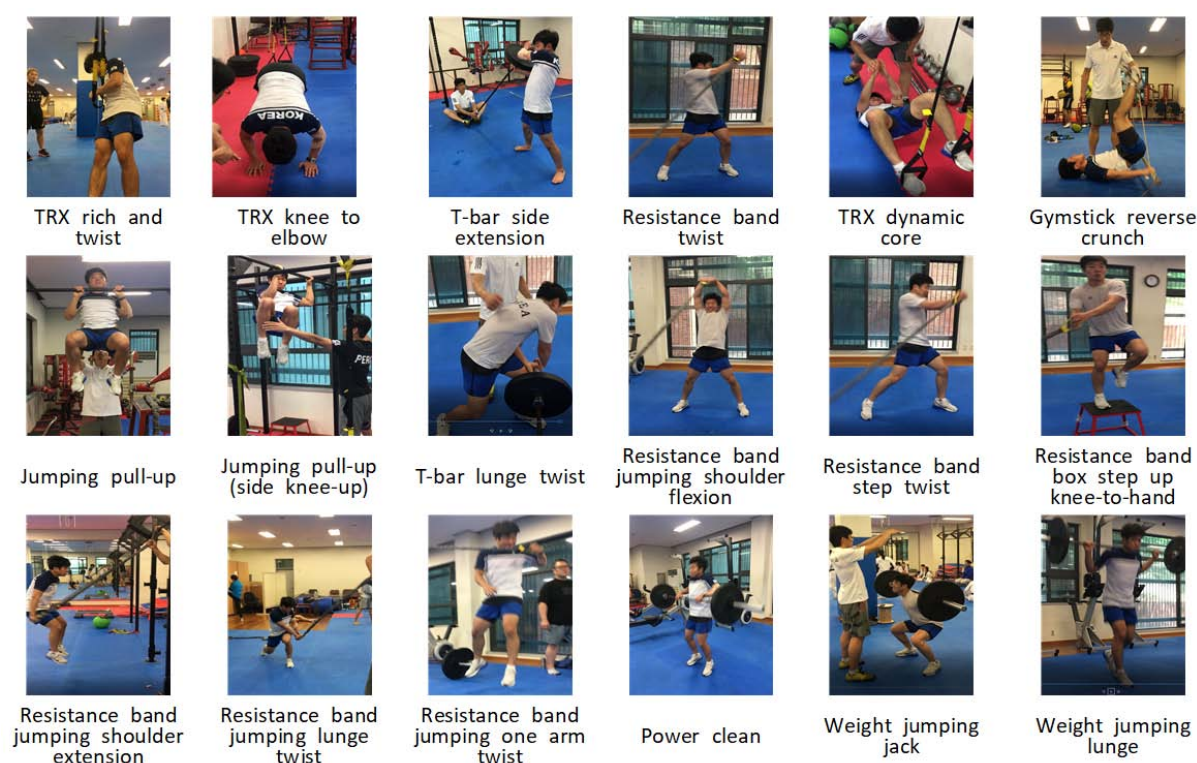 KOREA
K
TRX rich and
twist
TRX knee to
elbow
T-bar side
extension
Resistance band
twist
TRX dynamic
core
Gymstick reverse
crunch
PER
Jumping pull-up
Jumping pull-up
(side knee-up)
T-bar lunge twist
Resistance band
jumping shoulder
flexion
Resistance band
step twist
Resistance band
box step up
knee-to-hand
Resistance band
jumping shoulder
extension
Resistance band
jumping lunge
twist
Resistance band
jumping one arm
twist
Power clean
Weight jumping
jack
Weight jumping
lunge